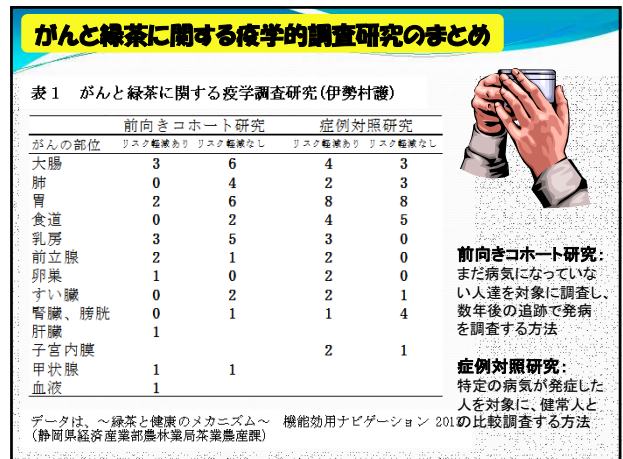 がんと緑茶に関する疫学的調査研究のまとめ
表1 がんと緑茶に関する疫学調査研究(伊勢村護)
前向きコホート研究 症例対照研究
がんの部位 リスク軽減あり リスク軽減なし リスク軽減あり リスク軽減なし
大腸 3 6 4 3
肺 0 4 2 3
胃 2 6 8 8
食道 0 2 4 5
乳房 3 5 3 0
前立腺 2 1 2 0
卵巣 1 0 2 0
すい臓 0 2 2 1
腎臓、膀胱 0 1 1 4
肝臓 1
子宮内膜 2 1
甲状腺 1 1
血液 1
データは、~緑茶と健康のメカニズム~ 機能効用ナビゲーション 201
(静岡県経済産業部農林業局茶業農産課)
前向きコホート研究:
まだ病気になっていな
い人達を対象に調査し、
数年後の追跡で発病
を調査する方法
症例対照研究:
特定の病気が発症した
人を対象に、健常人と
の比較調査する方法